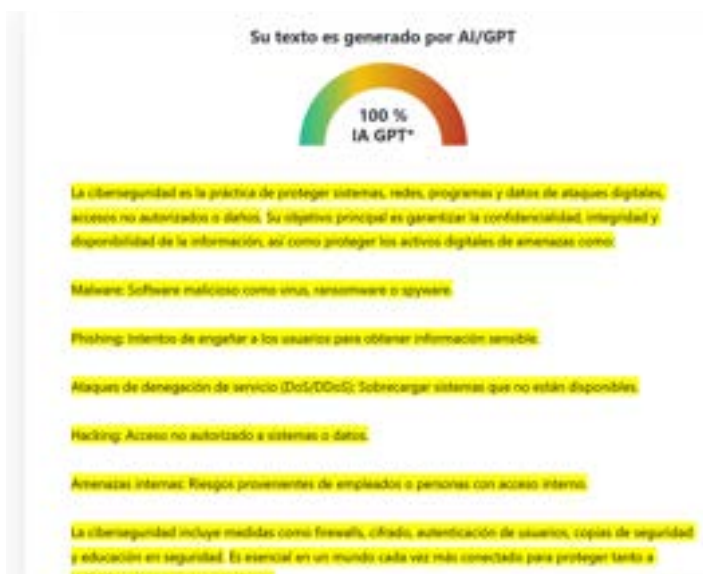 Su texto es generado por AI/GPT
100 %
IA GPT*
La ciberseguridad es la práctica de proteger sistemas, redes, programas y datos de ataques digitales,
accesos no autorizados o daños. Su objetivo principal es garantizar la confidencialidad, integridad y
disponibilidad de la información, así como proteger los activos digitales de amenazas como:
Malware: Software malicioso como virus, ransomware o spyware.
Phishing: Intentos de engañar a los usuarios para obtener información sensible.
Ataques de denegación de servicio (DoS/DDoS): Sobrecargar sistemas que no están disponibles.
Hacking: Acceso no autorizado a sistemas o datos.
Amenazas internas: Riesgos provenientes de empleados o personas con acceso interno.
La ciberseguridad incluye medidas como firewalls, cifrado, autenticación de usuarios, copias de seguridad
y educación en seguridad. Es esencial en un mundo cada vez más conectado para proteger tanto a